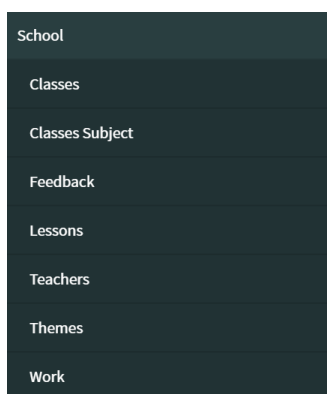 School
Classes
Classes Subject
Feedback
Lessons
Teachers
Themes
Work